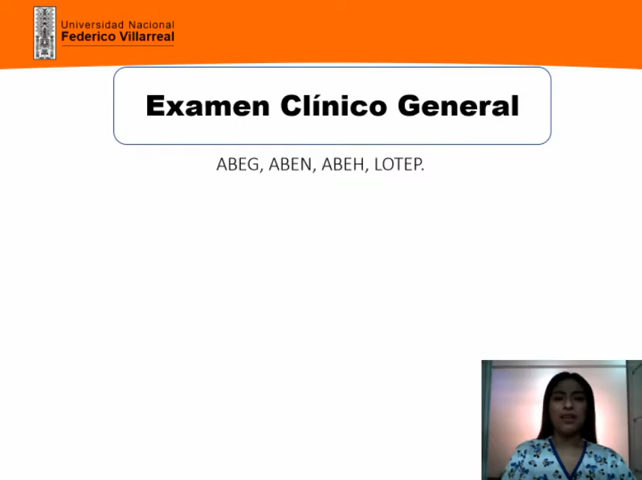 Universidad Nacional
Federico Villarreal
Examen Clínico General
ABEG, ABEN, ABEH, LOTEP.